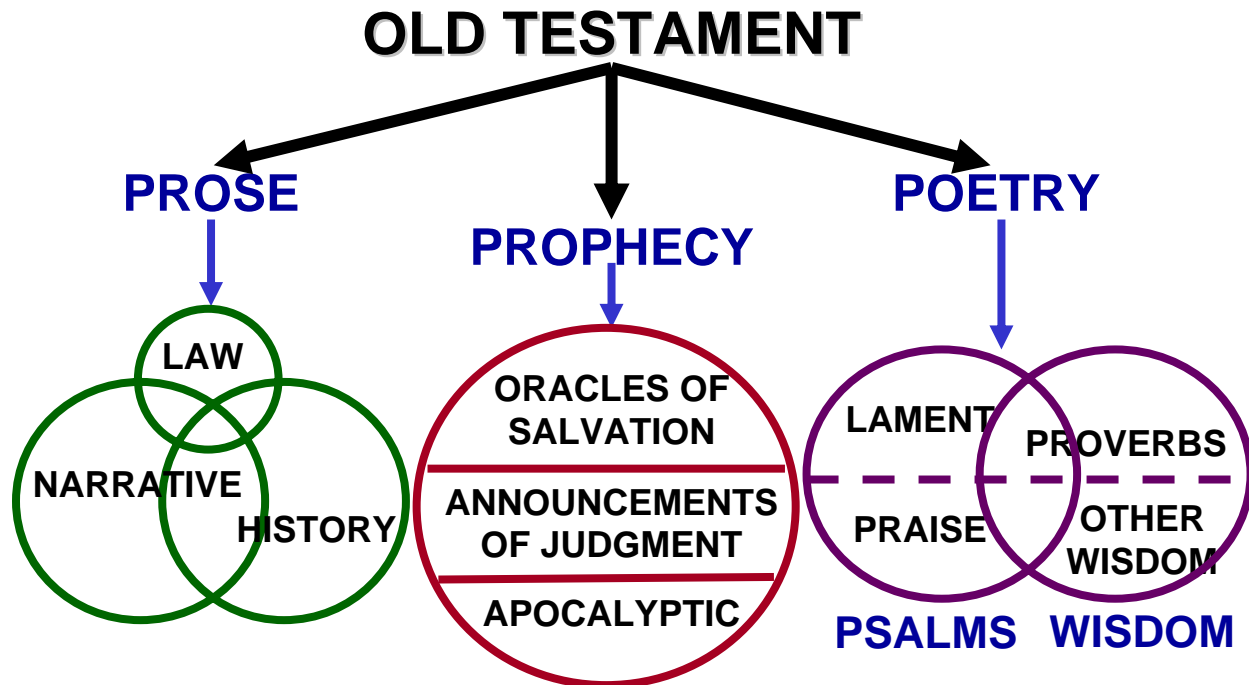 OLD TESTAMENT
PROSE
PROPHECY
POETRY
LAW
NARRATIVE
HISTORY
ORACLES OF
SALVATION
ANNOUNCEMENTS
OF JUDGMENT
APOCALYPTIC
LAMENT
PROVERBS
PRAISE
OTHER
WISDOM
PSALMS
WISDOM